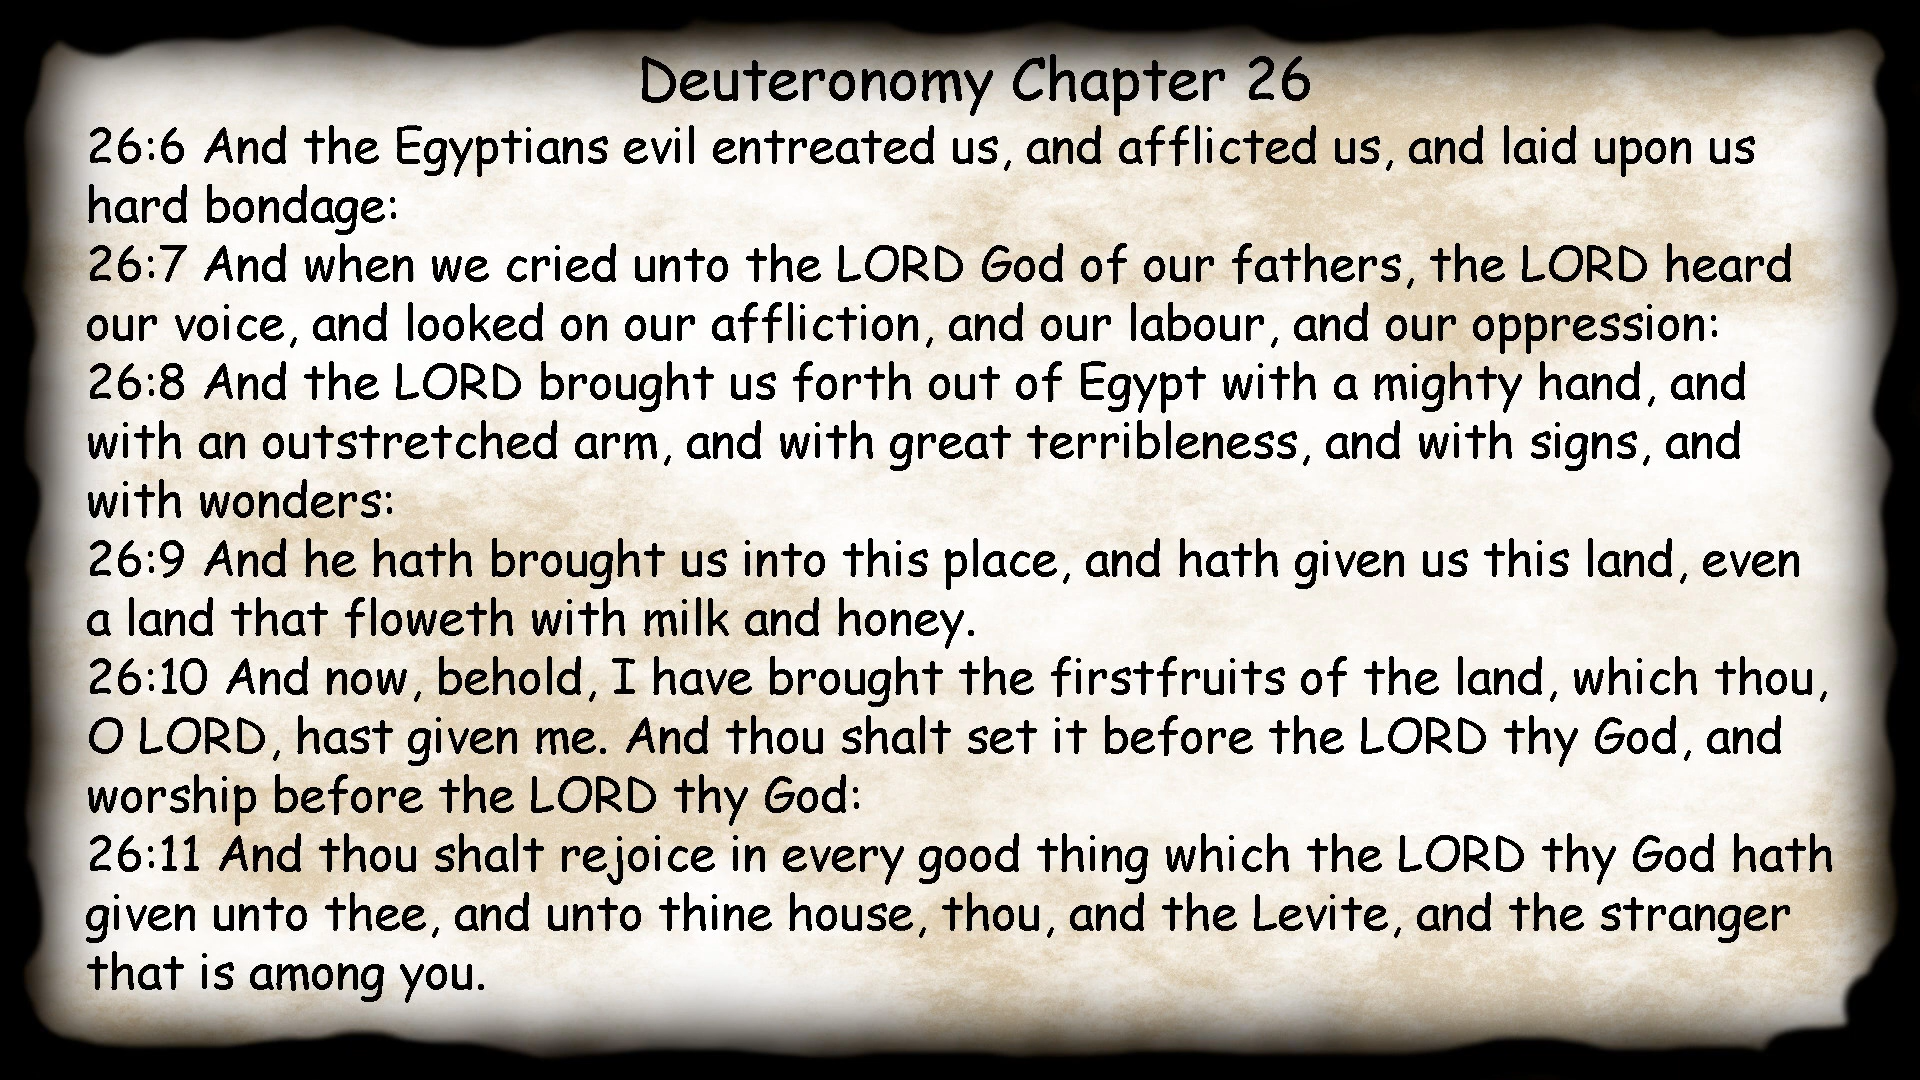 Deuteronomy Chapter 26
26:6 And the Egyptians evil entreated us, and afflicted us, and laid upon us
hard bondage:
26:7 And when we cried unto the LORD God of our fathers, the LORD heard
our voice, and looked on our affliction, and our labour, and our oppression:
26:8 And the LORD brought us forth out of Egypt with a mighty hand, and
with an outstretched arm, and with great terribleness, and with signs, and
with wonders:
26:9 And he hath brought us into this place, and hath given us this land, even
a land that floweth with milk and honey.
26:10 And now, behold, I have brought the firstfruits of the land, which thou,
O LORD, hast given me. And thou shalt set it before the LORD thy God, and
worship before the LORD thy God:
26:11 And thou shalt rejoice in every good thing which the LORD thy God hath
given unto thee, and unto thine house, thou, and the Levite, and the stranger
that is among you.